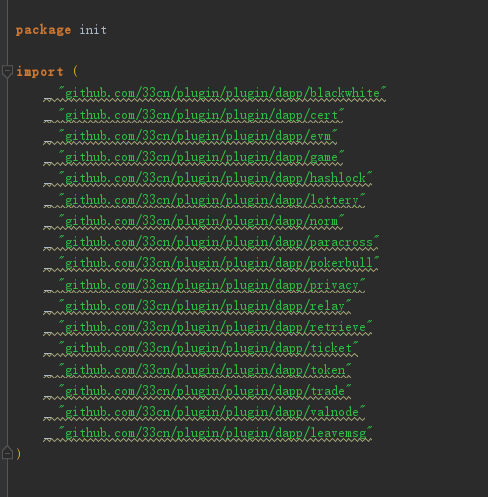 package init
import (
_ "github.com/33cn/plugin/plugin/dapp/blackwhite"
_ "github.com/33cn/plugin/plugin/dapp/cert"
_ "github.com/33cn/plugin/plugin/dapp/evm"
_ "github.com/33cn/plugin/plugin/dapp/game"
_ "github.com/33cn/plugin/plugin/dapp/hashlock"
_ "github.com/33cn/plugin/plugin/dapp/lottery"
_ "github.com/33cn/plugin/plugin/dapp/norm"
_ "github.com/33cn/plugin/plugin/dapp/paracross"
_ "github.com/33cn/plugin/plugin/dapp/pokerbull"
_ "github.com/33cn/plugin/plugin/dapp/privacy"
_ "github.com/33cn/plugin/plugin/dapp/relay"
_ "github.com/33cn/plugin/plugin/dapp/retrieve"
_ "github.com/33cn/plugin/plugin/dapp/ticket"
_ "github.com/33cn/plugin/plugin/dapp/token"
_ "github.com/33cn/plugin/plugin/dapp/trade"
_ "github.com/33cn/plugin/plugin/dapp/valnode"
_ "github.com/33cn/plugin/plugin/dapp/leavemsg"
)